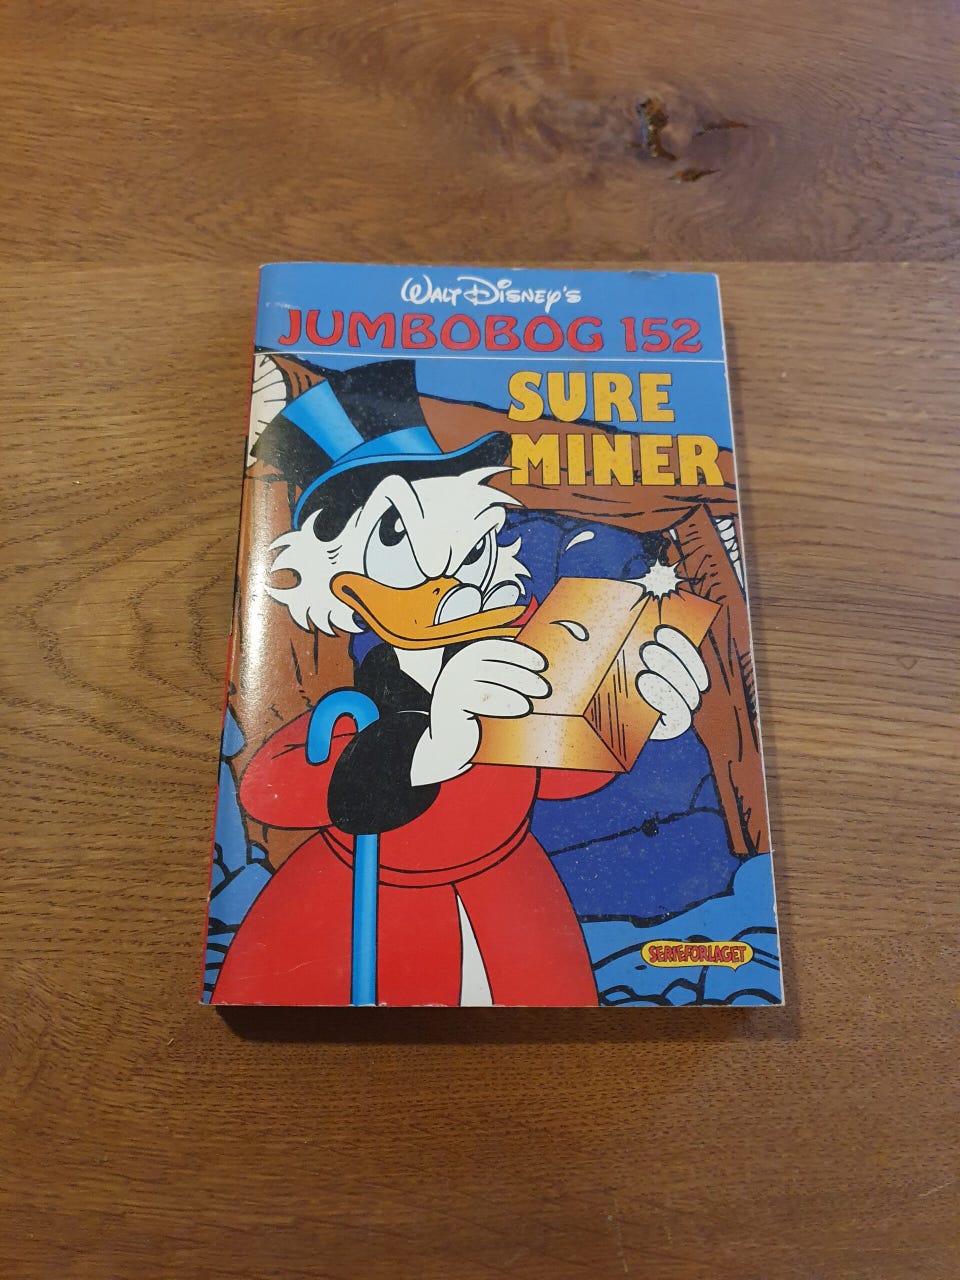 Walt Disney's
JUMBOBOG 152
SURE
MINER
SERIEFORLAGET